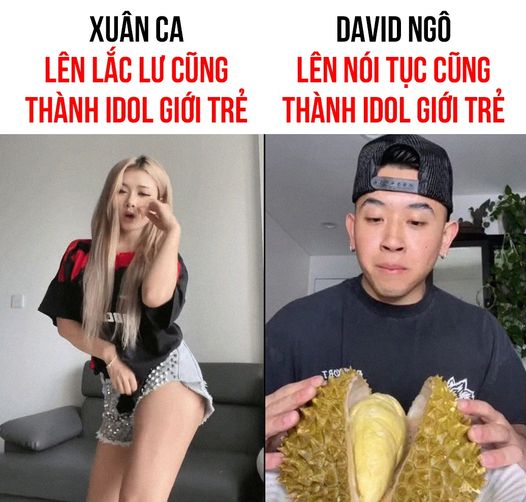 XUÂN CA
LÊN LẮC LƯ CŨNG
THÀNH IDOL GIỚI TRẺ
DAVID NGÔ
LÊN NÓI TỤC CŨNG
THÀNH IDOL GIỚI TRẺ